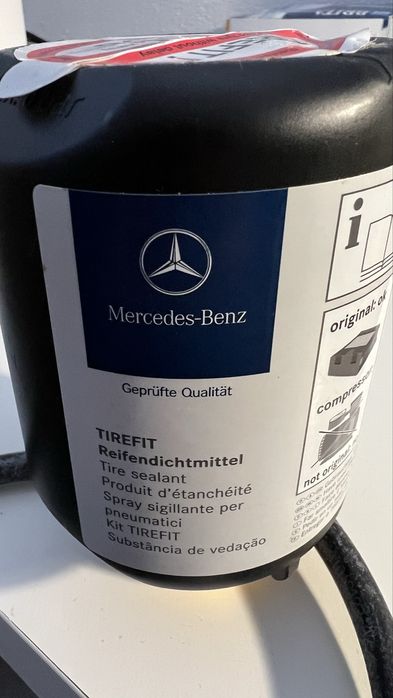 Mercedes-Benz
Geprüfte Qualität
TIREFIT
Reifendichtmittel
Tire sealant
Produit d'étanchéité
Spray sigillante per
pneumatici
Kit TIREFIT
Substância de vedação
i
original: ok
not original